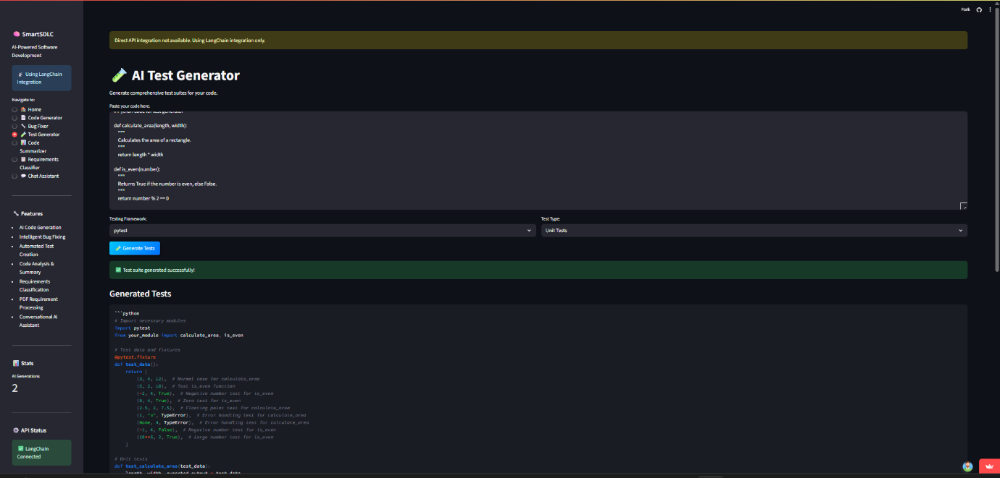 Fork
SmartSDLC
AI-Powered Software
Development
Using LangChain
Integration
Navigate to:
Home
Code Generator
Bug Fixer
Test Generator
Code
Summarizer
Requirements
Classifier
Chat Assistant
Features
AI Code Generation
Intelligent Bug Fixing
Automated Test
Creation
Code Analysis &
Summary
Requirements
Classification
PDF Requirement
Processing
Conversational AI
Assistant
Stats
AI Generations
2
API Status
LangChain
Connected
Direct API integration not available. Using LangChain integration only.
AI Test Generator
Generate comprehensive test suites for your code.
Paste your code here:
# Python code for test generator
def calculate_area(length, width):
"""
Calculates the area of a rectangle.
"""
return length * width
def is_even(number):
"""
Returns True if the number is even, else False.
"""
return number % 2 == 0
Testing Framework:
Test Type:
pytest
Unit Tests
Generate Tests
Test suite generated successfully!
Generated Tests
```python
# Import necessary modules
import pytest
from your_module import calculate_area, is_even
# Test data and fixtures
@pytest.fixture
def test_data():
return [
(3, 4, 12), # Normal case for calculate_area
(5, 2, 10), # Test is_even function
(-2, 4, True), # Negative number test for is_even
(0, 4, True), # Zero test for is_even
(2.5, 3, 7.5), # Floating point test for calculate_area
(1, "a", TypeError), # Error handling test for calculate_area
(None, 4, TypeError), # Error handling test for calculate_area
(-1, 4, False), # Negative number test for is_even
(10**6, 2, True), # Large number test for is_even
]
# Unit tests
def test_calculate_area(test_data):
length, width, expected_output = test_data